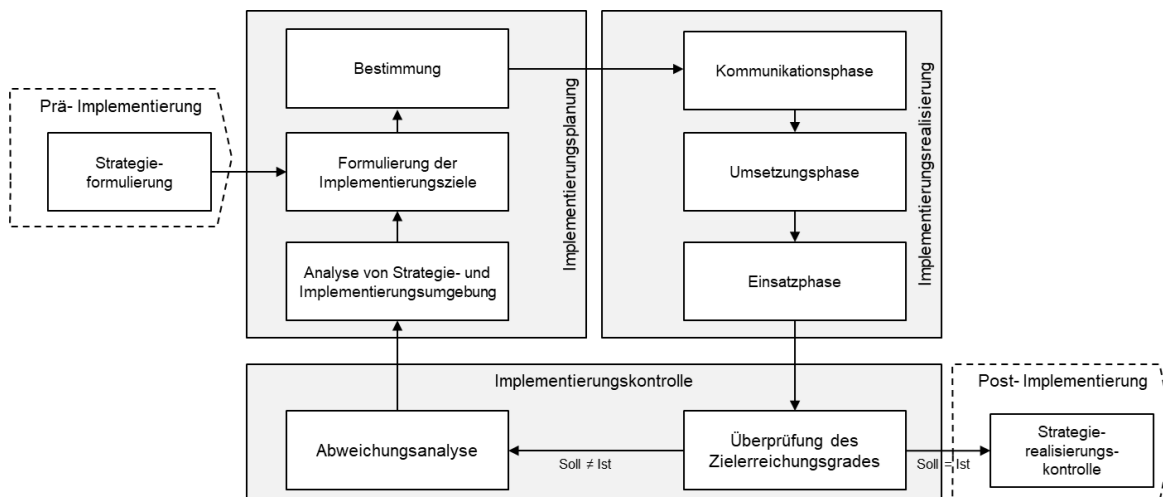 Prä- Implementierung
Strategie-
formulierung
Bestimmung
Formulierung der
Implementierungsziele
Analyse von Strategie- und
Implementierungsumgebung
Implementierungsplanung
Kommunikationsphase
Umsetzungsphase
Einsatzphase
Implementierungsrealisierung
Implementierungskontrolle
Abweichungsanalyse
Soll ≠ Ist
Überprüfung des
Zielerreichungsgrades
Soll = Ist
Post- Implementierung
Strategie-
realisierungs-
kontrolle